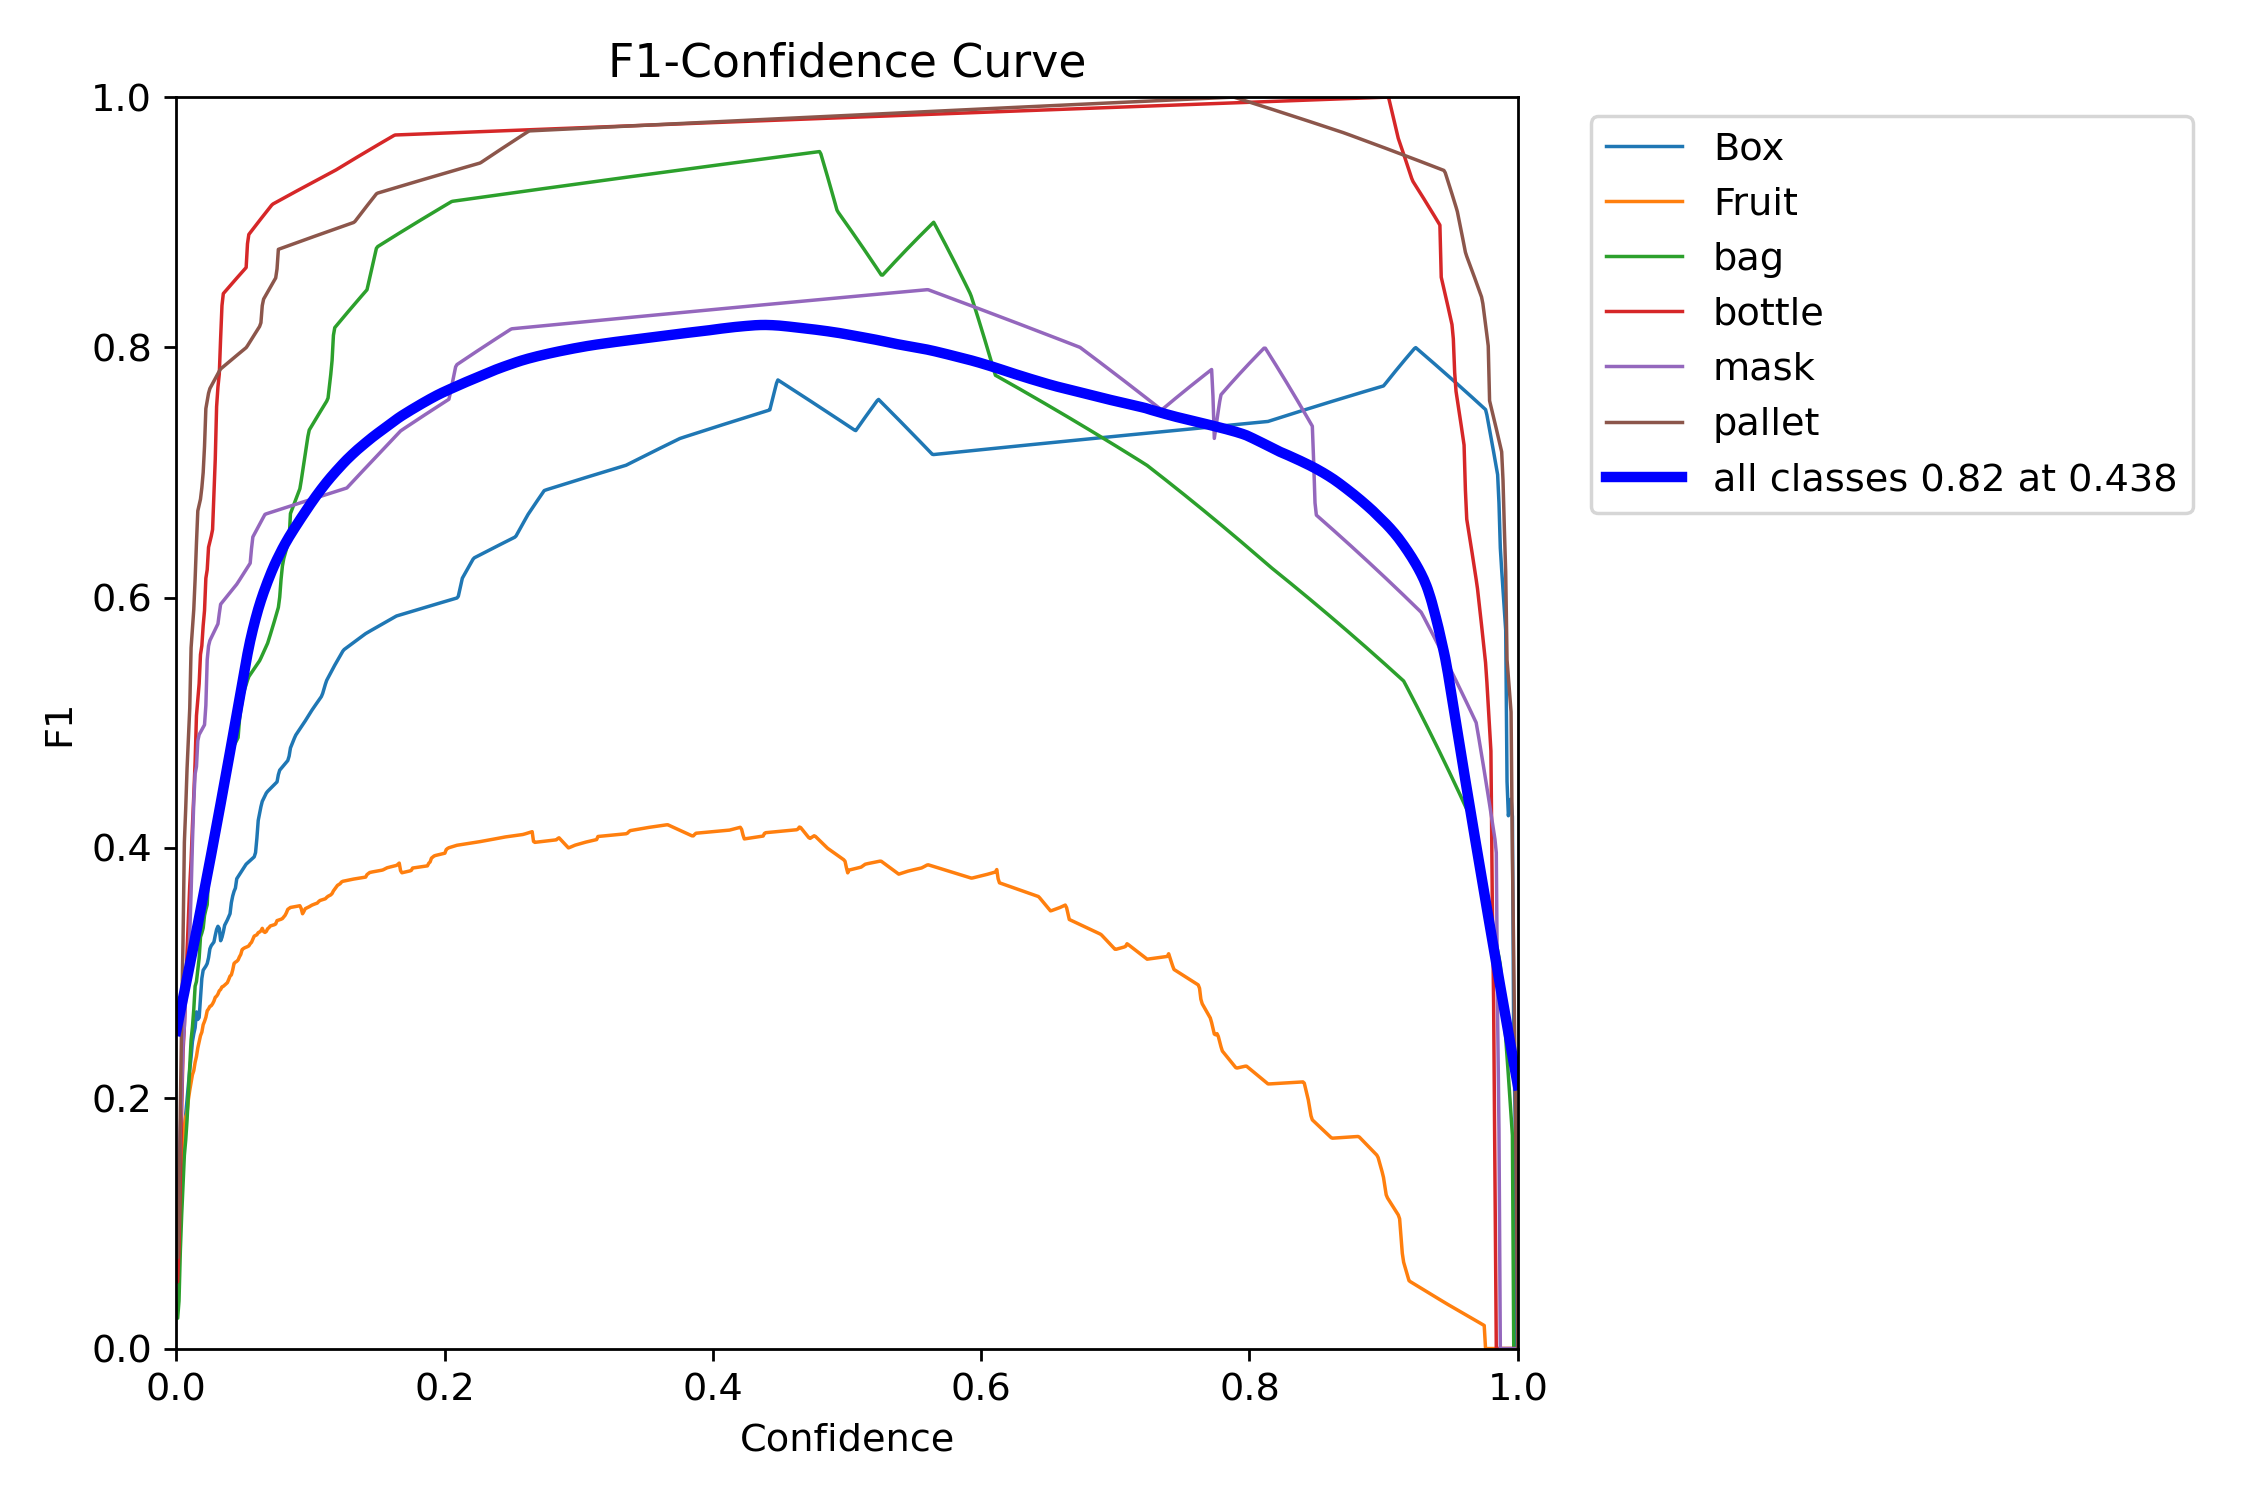 F1-Confidence Curve
1.0
0.8
0.6
0.4
0.2
0.0
F1
0.0 0.2 0.4 0.6 0.8 1.0
Confidence
Box
Fruit
bag
bottle
mask
pallet
all classes 0.82 at 0.438